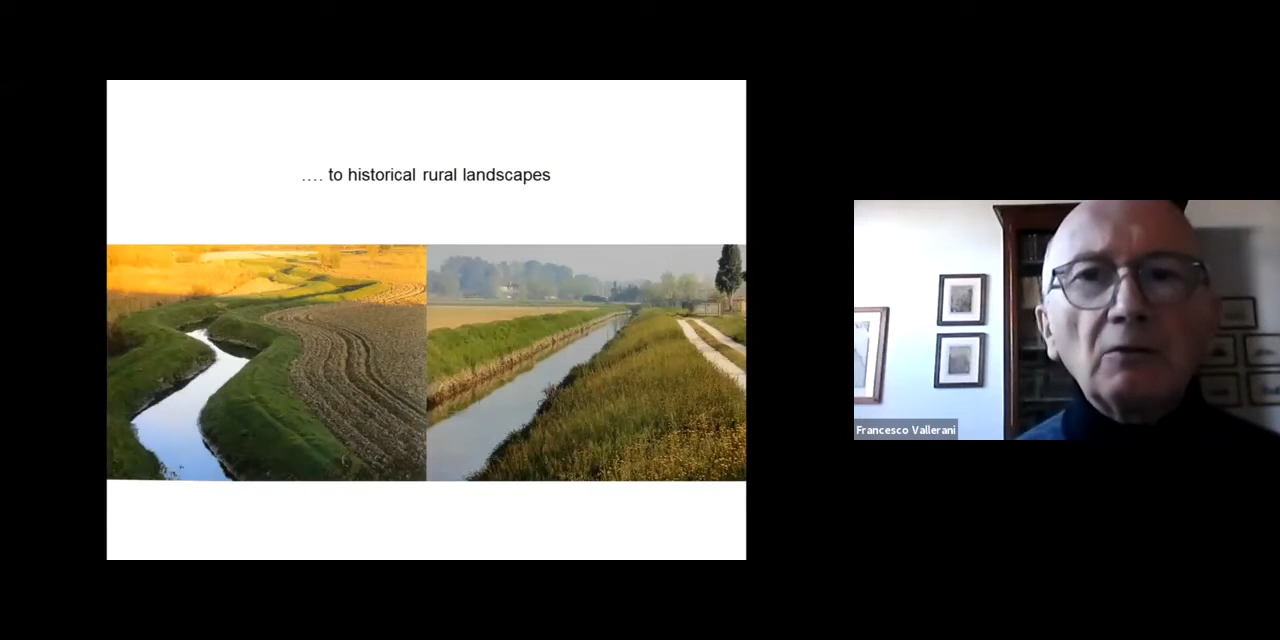 .... to historical rural landscapes
Francesco Vallerani